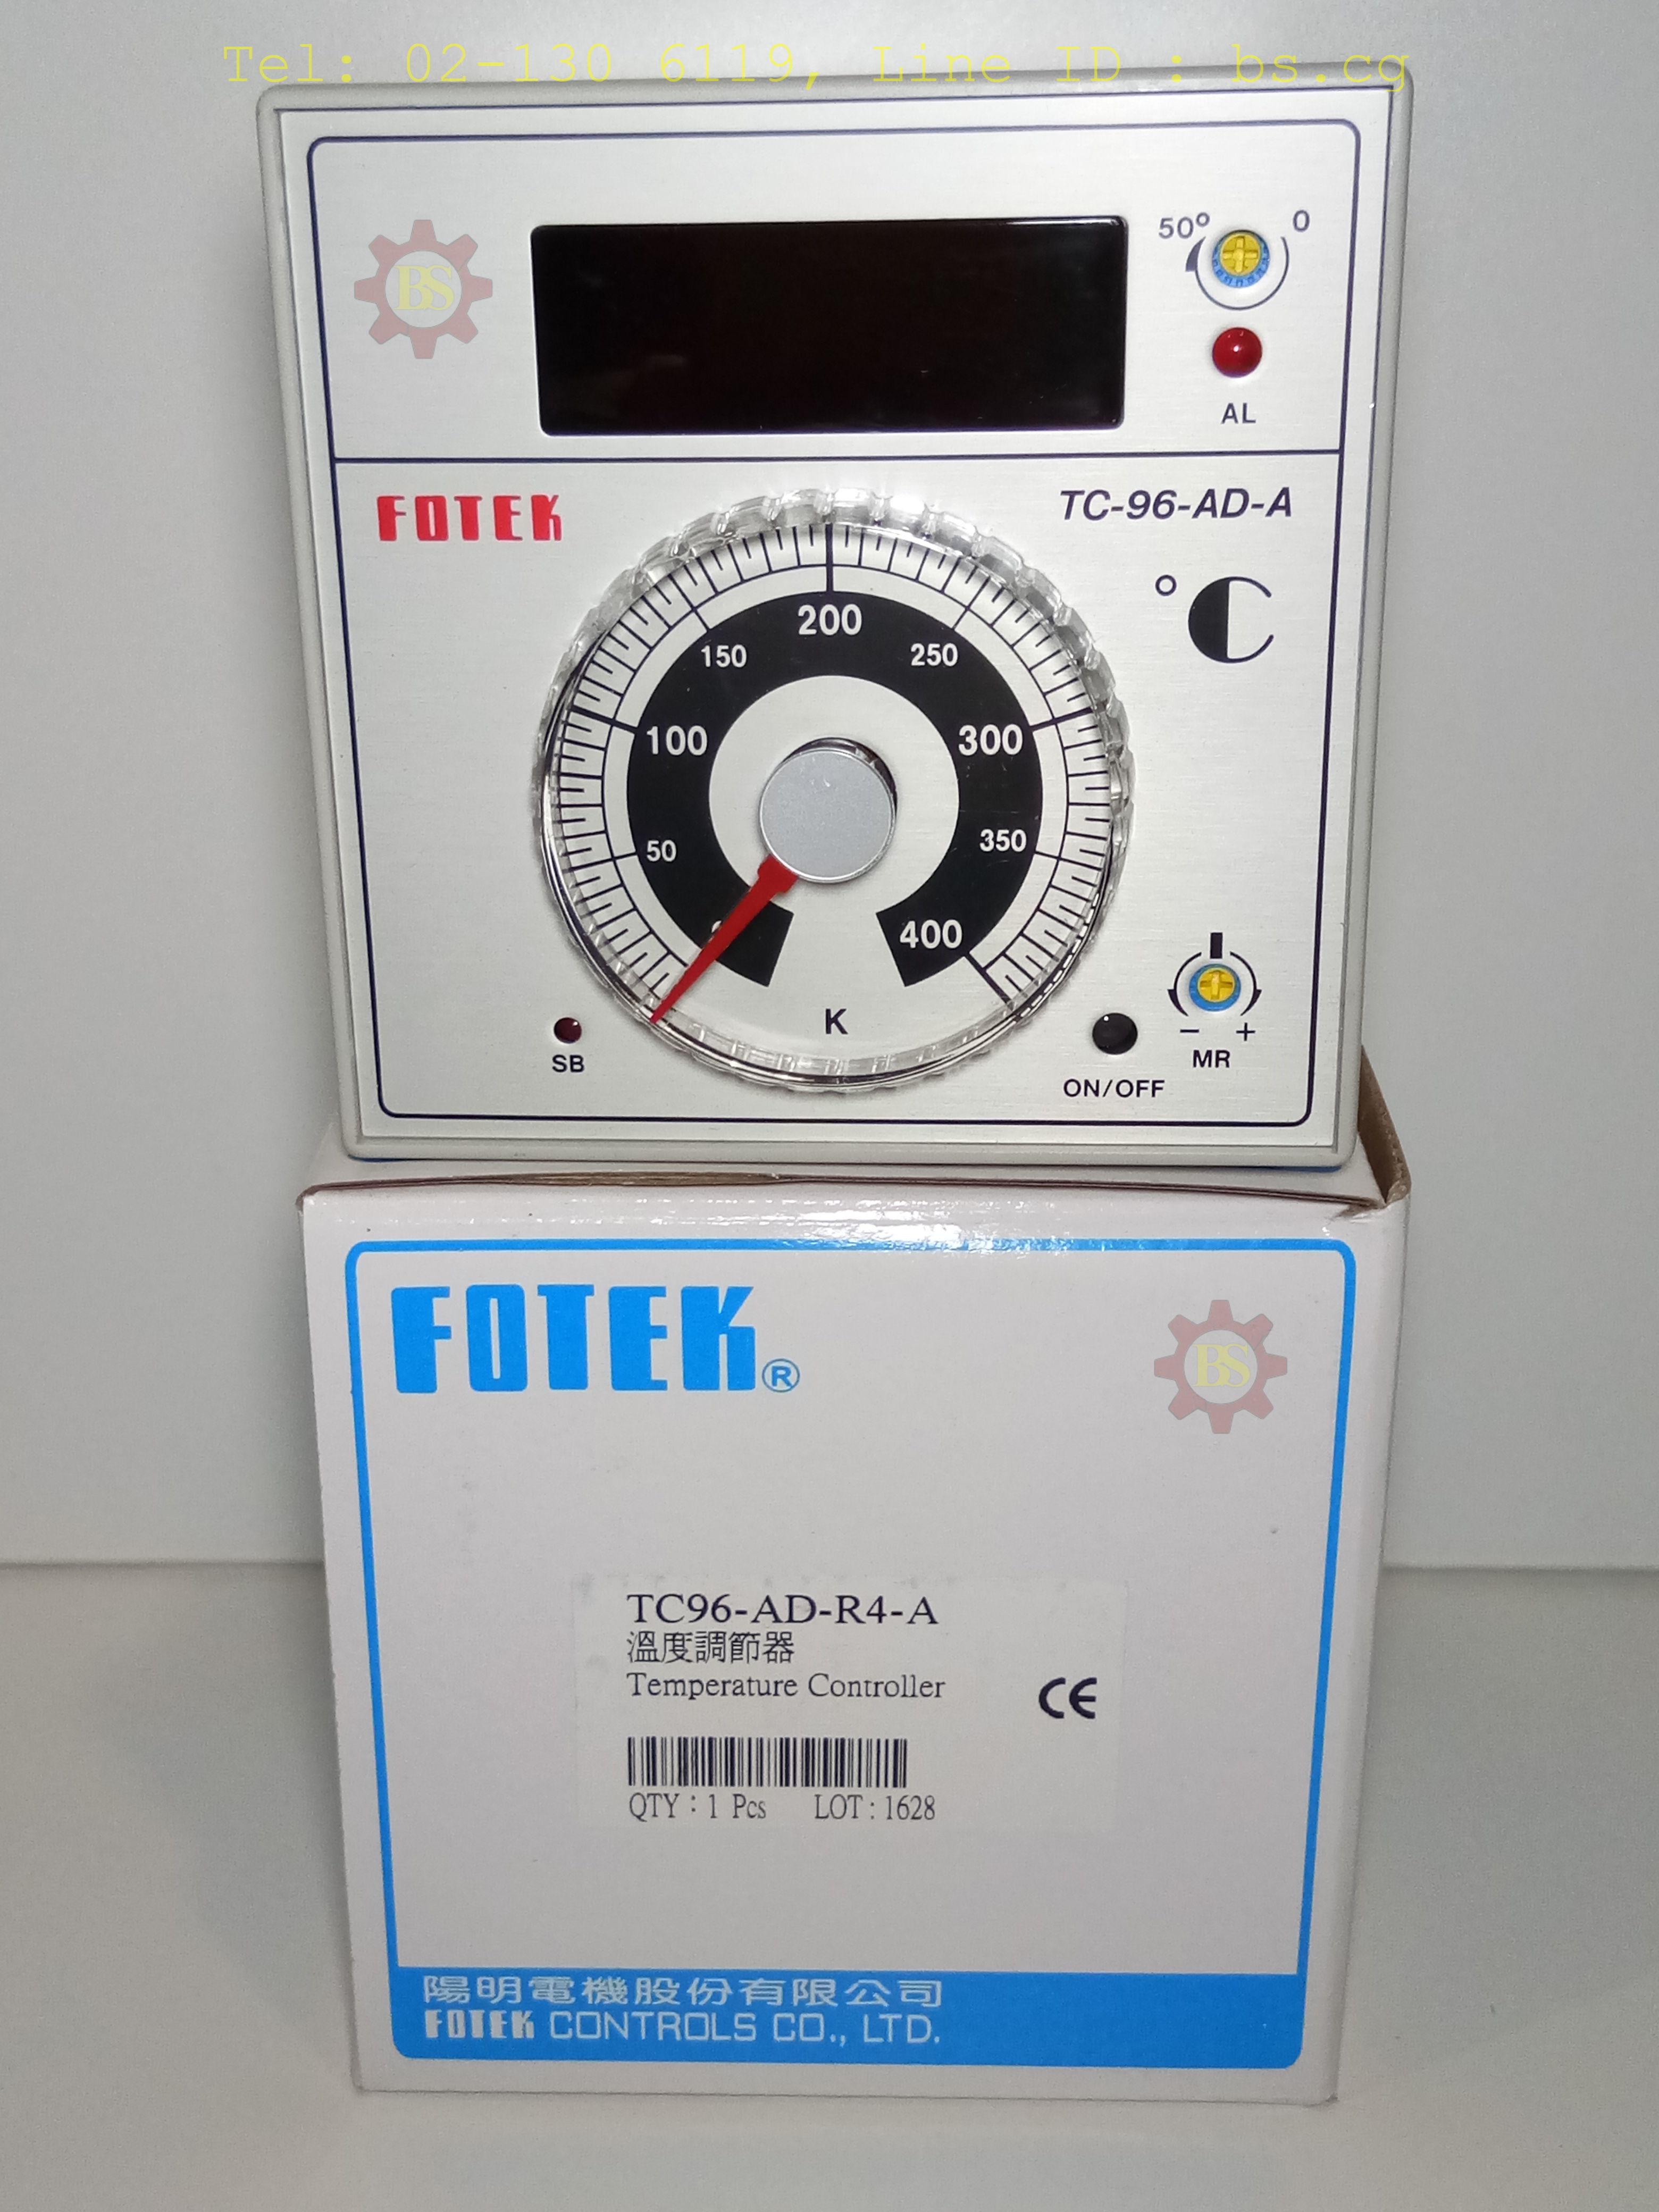 Tel: 02-130 6119, Line ID : bs.cg
50° 0
BS
AL
FOTEK
TC-96-AD-A
°C
200
150 250
100 300
50 350
400
K
SB
- +
MR
ON/OFF
FOTEK®
BS
TC96-AD-R4-A
溫度調節器
Temperature Controller
CE
QTY : 1 Pcs LOT : 1628
陽明電機股份有限公司
FOTEK CONTROLS CO., LTD.